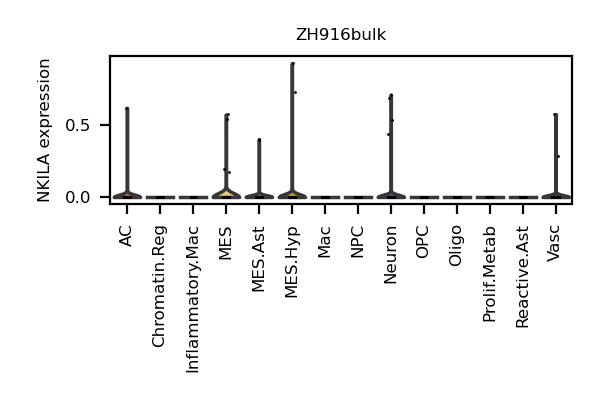 ZH916bulk
NKILA expression
0.5
0.0
AC
Chromatin.Reg
Inflammatory.Mac
MES
MES.Ast
MES.Hyp
Mac
NPC
Neuron
OPC
Oligo
Prolif.Metab
Reactive.Ast
Vasc